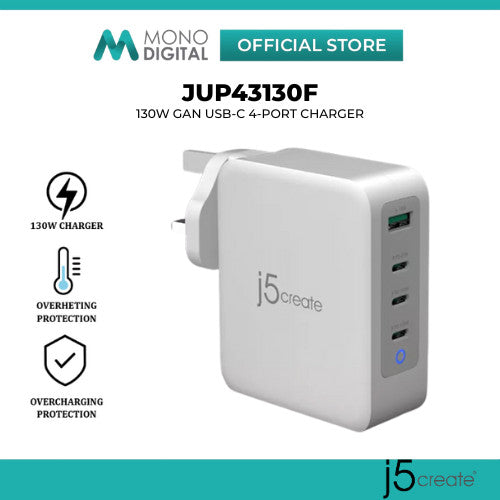 MONO
DIGITAL
OFFICIAL STORE
JUP43130F
130W GAN USB-C 4-PORT CHARGER
130W CHARGER
OVERHETING
PROTECTION
OVERCHARGING
PROTECTION
j5create
j5create®